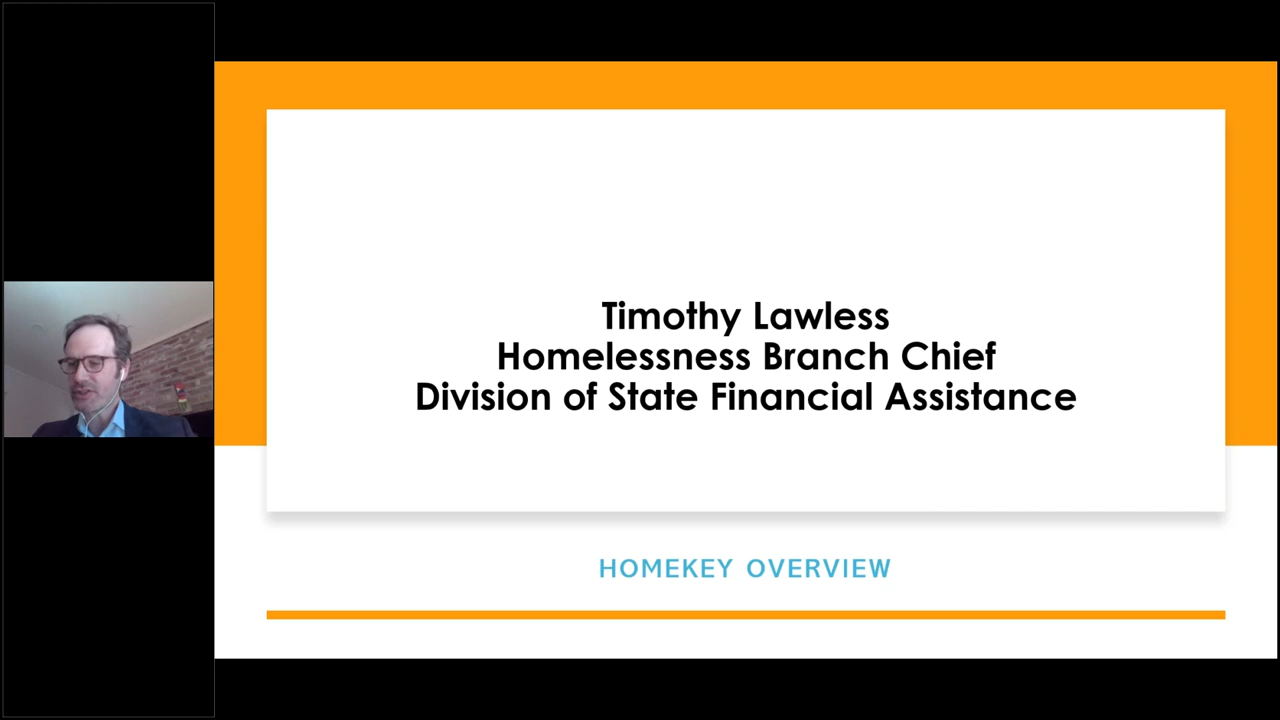 Timothy Lawless
Homelessness Branch Chief
Division of State Financial Assistance
HOMEKEY OVERVIEW